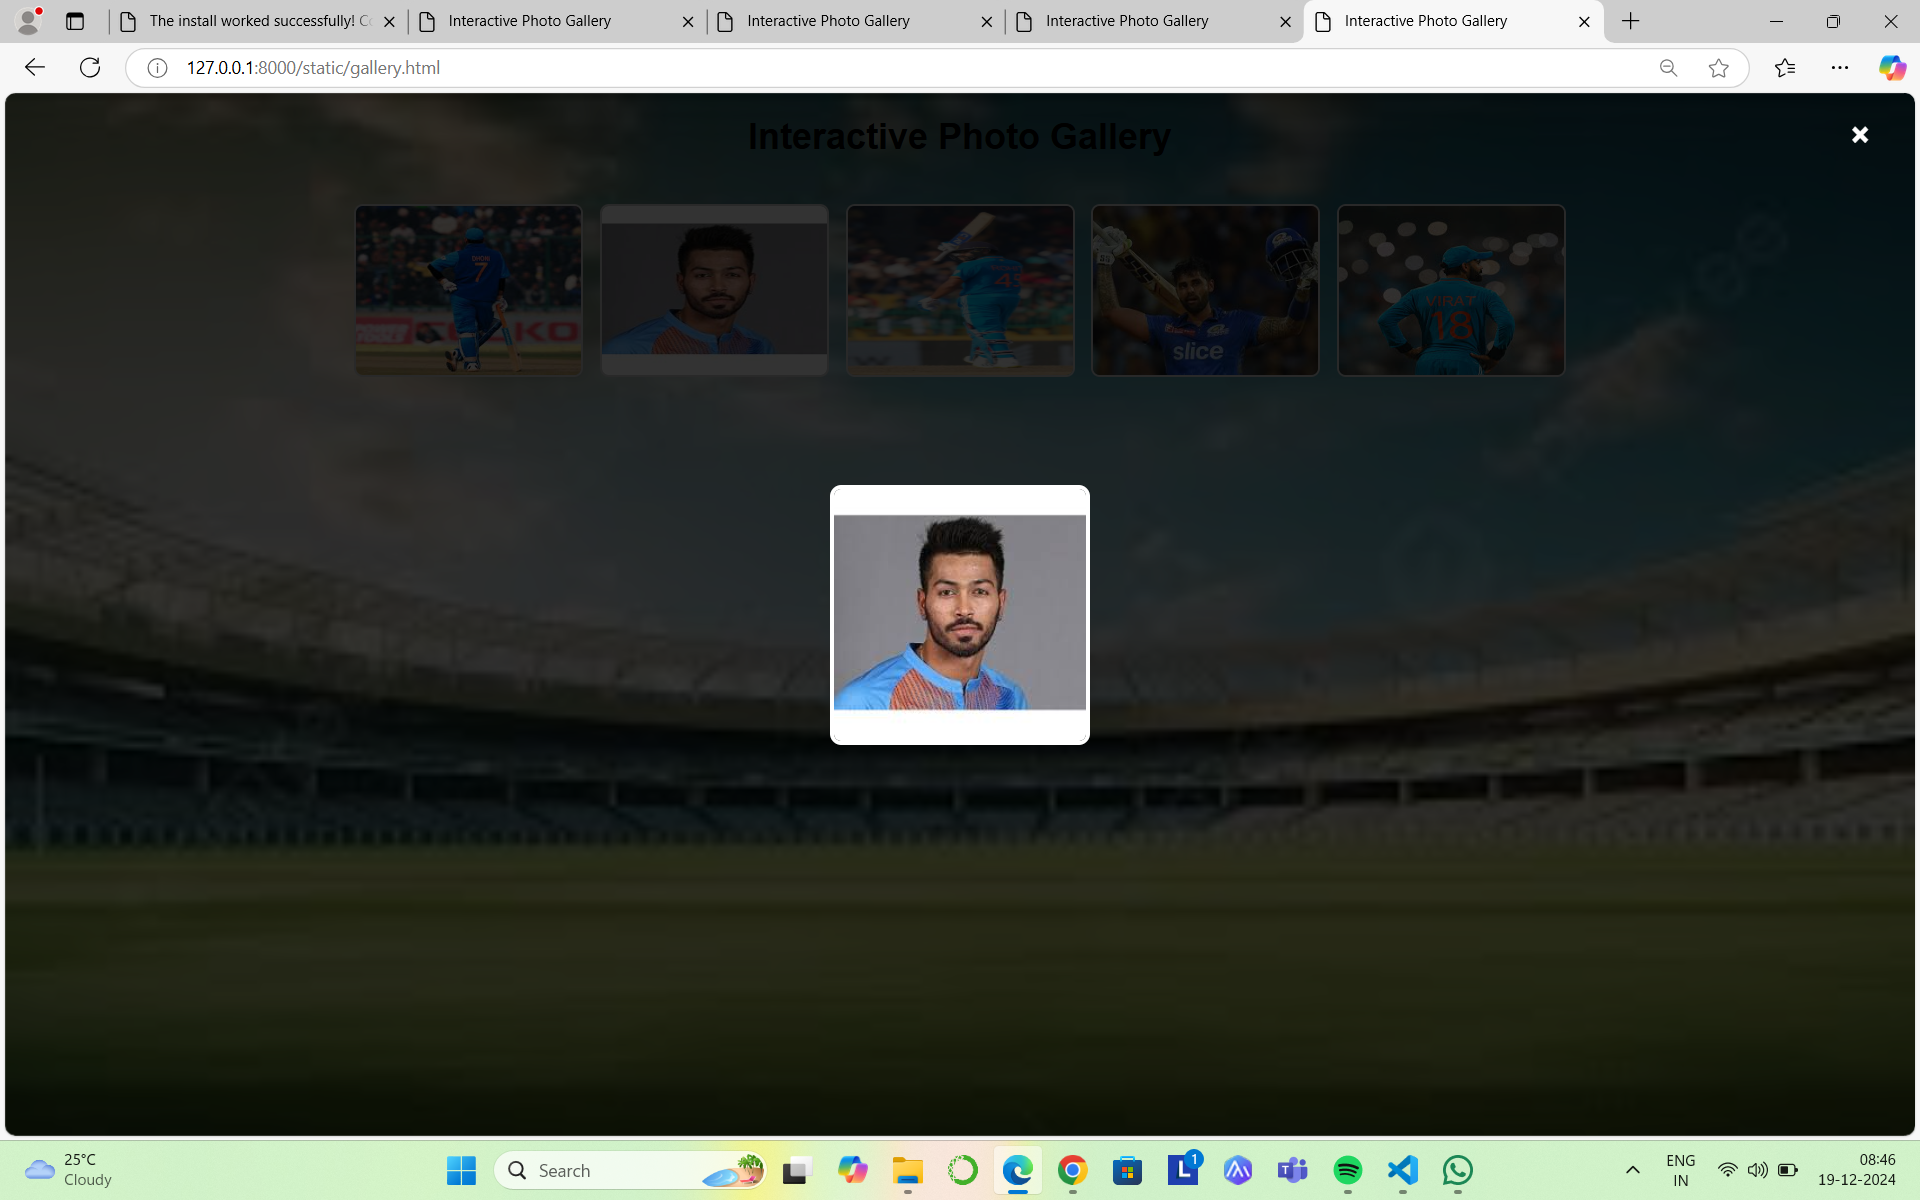 The install worked successfully! Co
Interactive Photo Gallery
Interactive Photo Gallery
Interactive Photo Gallery
Interactive Photo Gallery
127.0.0.1:8000/static/gallery.html
Interactive Photo Gallery
DHONI
7
45
slice
VIRAT
18
25°C
Cloudy
Search
1
ENG
IN
08:46
19-12-2024